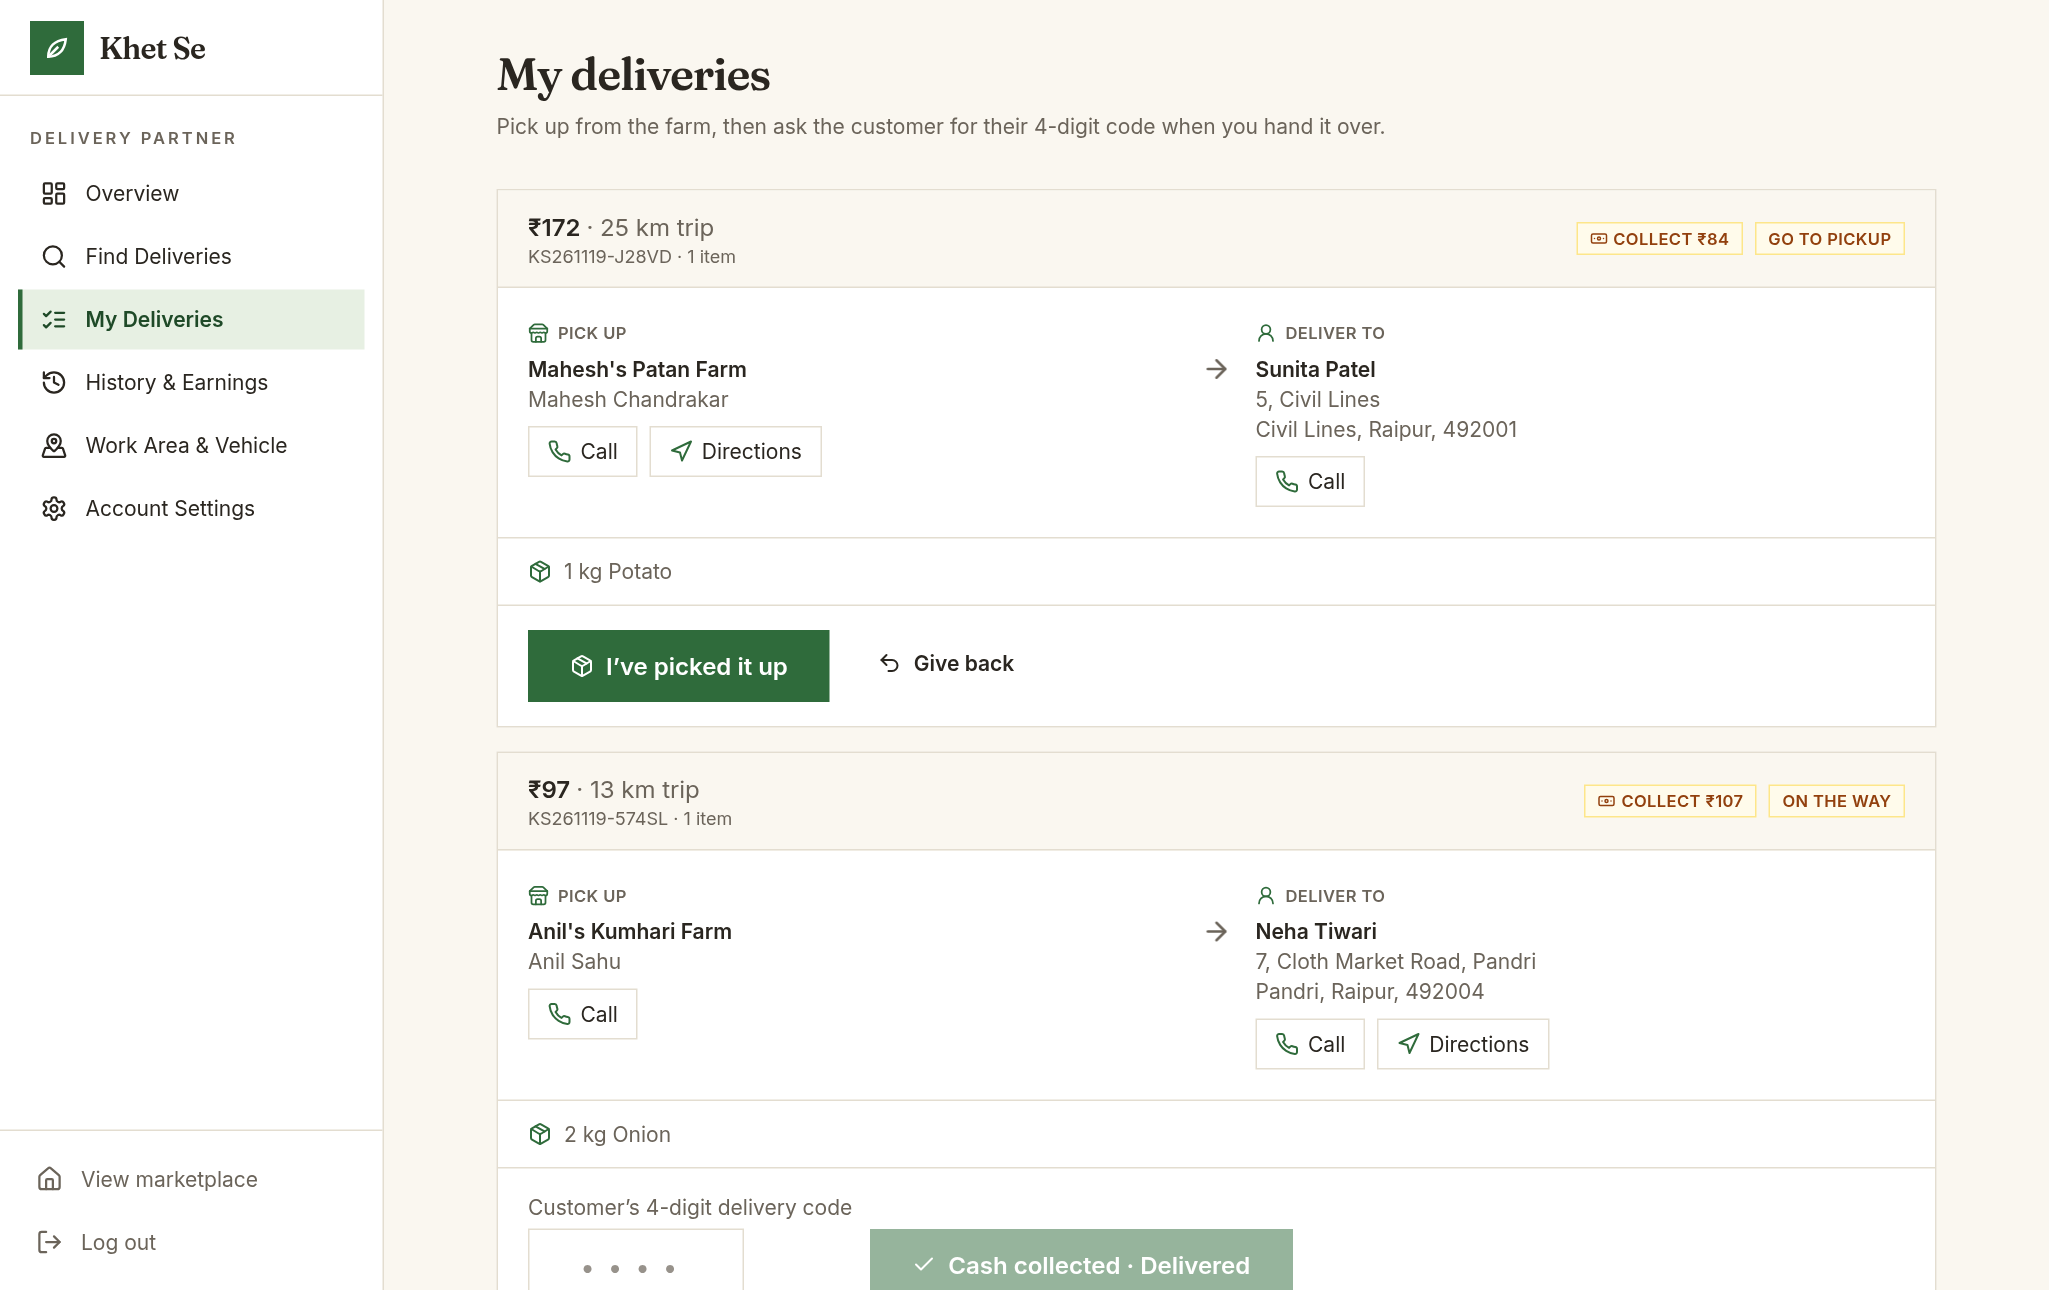 Khet Se
DELIVERY PARTNER
Overview
Find Deliveries
My Deliveries
History & Earnings
Work Area & Vehicle
Account Settings
View marketplace
Log out
My deliveries
Pick up from the farm, then ask the customer for their 4-digit code when you hand it over.
₹172 · 25 km trip
KS261119-J28VD · 1 item
COLLECT ₹84
GO TO PICKUP
PICK UP
Mahesh's Patan Farm
Mahesh Chandrakar
Call
Directions
DELIVER TO
Sunita Patel
5, Civil Lines
Civil Lines, Raipur, 492001
Call
1 kg Potato
I’ve picked it up
Give back
₹97 · 13 km trip
KS261119-574SL · 1 item
COLLECT ₹107
ON THE WAY
PICK UP
Anil's Kumhari Farm
Anil Sahu
Call
DELIVER TO
Neha Tiwari
7, Cloth Market Road, Pandri
Pandri, Raipur, 492004
Call
Directions
2 kg Onion
Customer’s 4-digit delivery code
• • • •
Cash collected · Delivered